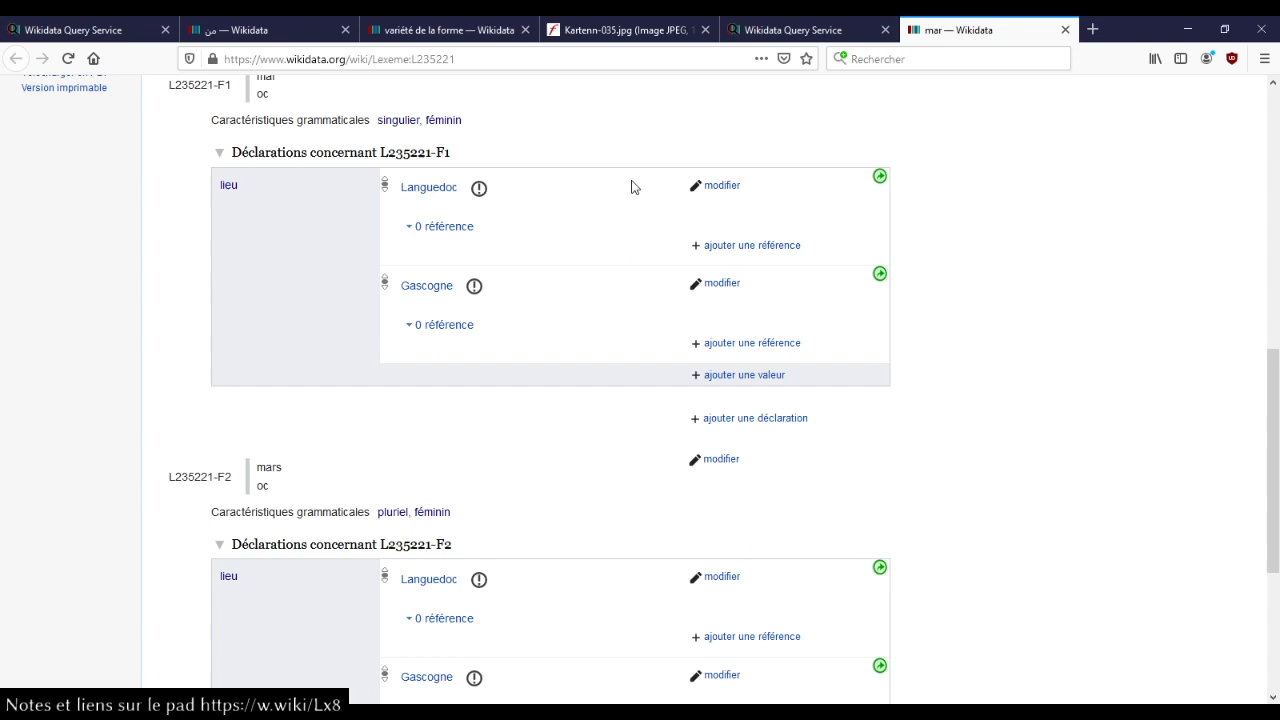 Wikidata Query Service
من — Wikidata
variété de la forme — Wikidata
Kartenn-035.jpg (Image JPEG, 1
Wikidata Query Service
mar — Wikidata
https://www.wikidata.org/wiki/Lexeme:L235221
Rechercher
Version imprimable
L235221-F1
mar
oc
Caractéristiques grammaticales singulier, féminin
Déclarations concernant L235221-F1
lieu
Languedoc
modifier
0 référence
ajouter une référence
Gascogne
modifier
0 référence
ajouter une référence
ajouter une valeur
ajouter une déclaration
L235221-F2
mars
oc
modifier
Caractéristiques grammaticales pluriel, féminin
Déclarations concernant L235221-F2
lieu
Languedoc
modifier
0 référence
ajouter une référence
Gascogne
modifier
Notes et liens sur le pad https://w.wiki/Lx8